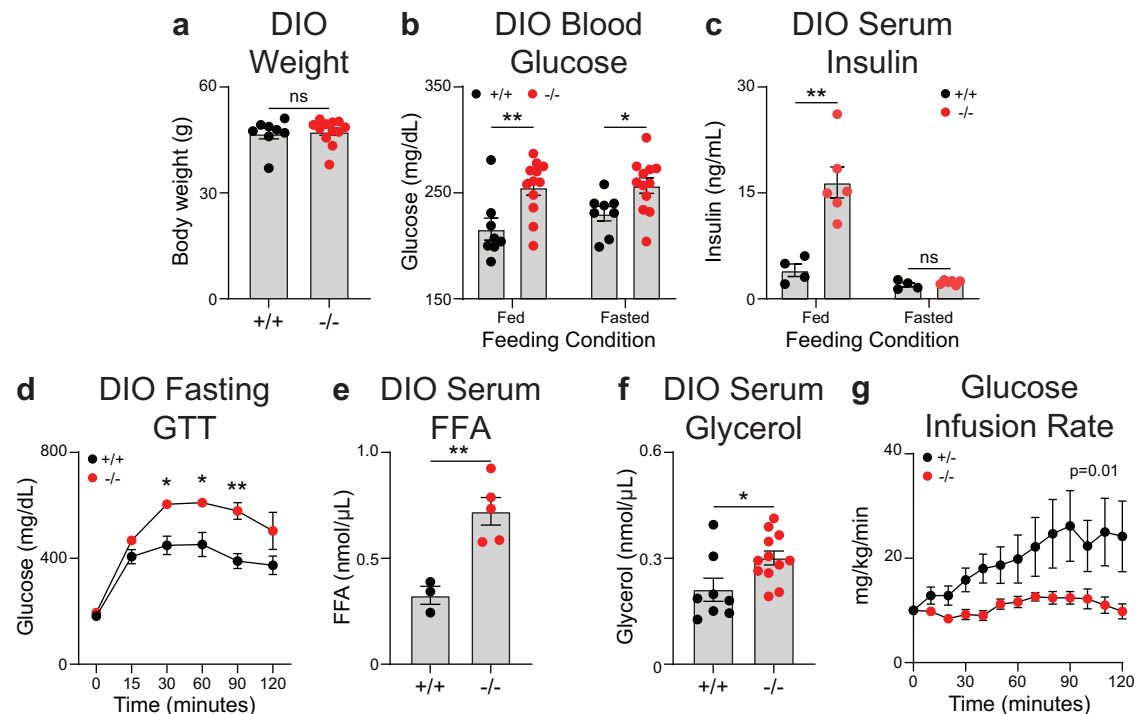 a
DIO
Weight
Body weight (g)
60
30
0
ns
+/+
-/-
b
DIO Blood
Glucose
Glucose (mg/dL)
350
250
150
+/+
-/-
**
*
Fed
Fasted
Feeding Condition
c
DIO Serum
Insulin
Insulin (ng/mL)
30
15
0
+/+
-/-
**
ns
Fed
Fasted
Feeding Condition
d
DIO Fasting
GTT
Glucose (mg/dL)
800
400
0
+/+
-/-
*
*
**
0 15 30 60 90 120
Time (minutes)
e
DIO Serum
FFA
FFA (nmol/µL)
1.0
0.5
0.0
**
+/+
-/-
f
DIO Serum
Glycerol
Glycerol (nmol/µL)
0.6
0.3
0.0
*
+/+
-/-
g
Glucose
Infusion Rate
mg/kg/min
40
20
0
+/-
-/-
p=0.01
0 30 60 90 120
Time (minutes)